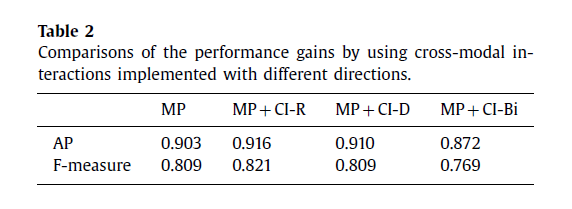 Table 2
Comparisons of the performance gains by using cross-modal in-
teractions implemented with different directions.
MP MP+CI-R MP+CI-D MP+CI-Bi
AP 0.903 0.916 0.910 0.872
F-measure 0.809 0.821 0.809 0.769